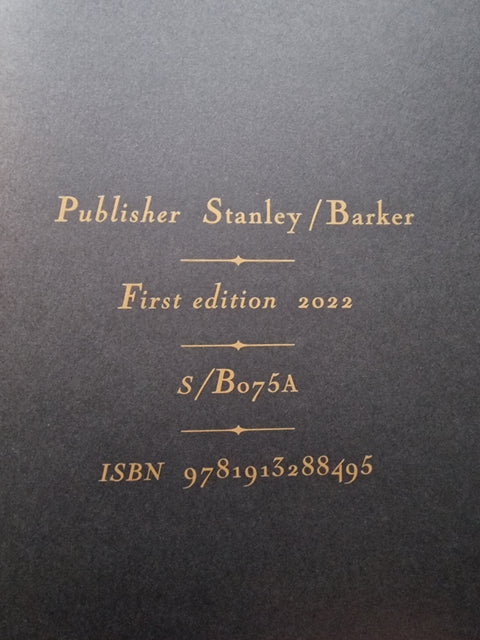 Publisher Stanley/Barker
First edition 2022
S/B075A
ISBN 9781913288495